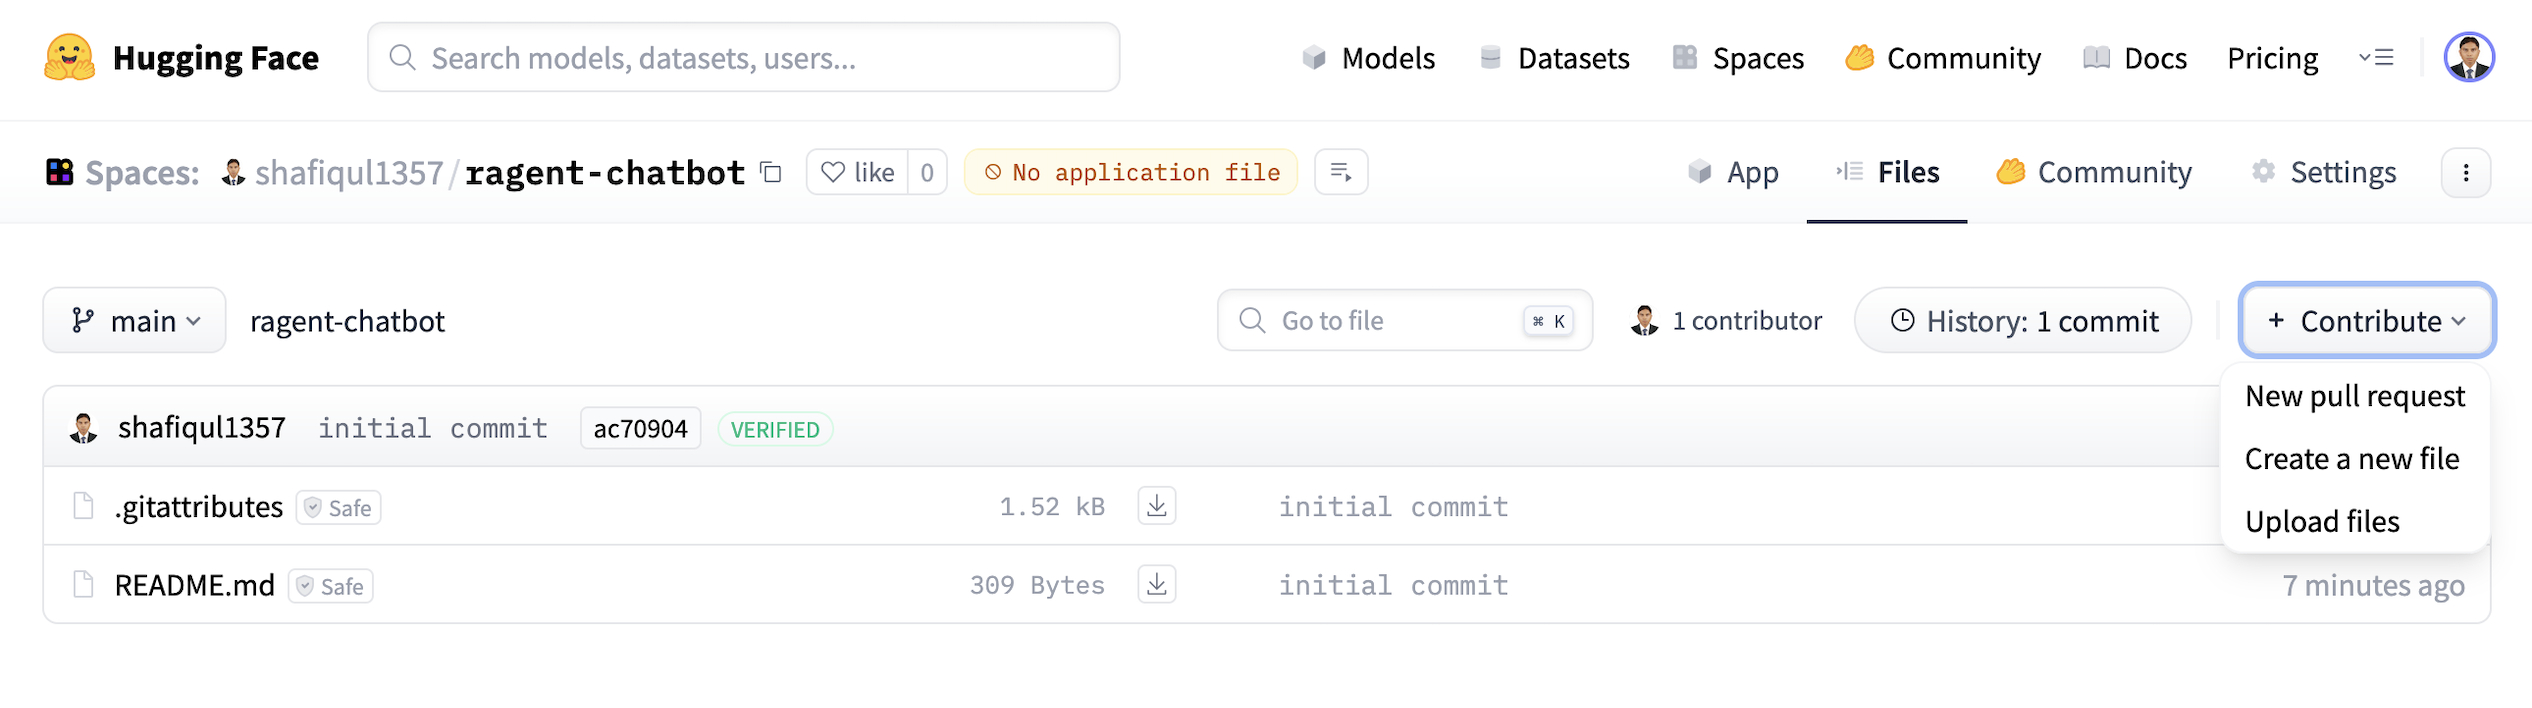 Hugging Face
Search models, datasets, users...
Models
Datasets
Spaces
Community
Docs
Pricing
Spaces:
shafiqul1357/ragent-chatbot
like
0
No application file
App
Files
Community
Settings
main
ragent-chatbot
Go to file
⌘ K
1 contributor
History: 1 commit
+ Contribute
New pull request
Create a new file
Upload files
shafiqul1357
initial commit
ac70904
VERIFIED
.gitattributes
Safe
1.52 kB
initial commit
README.md
Safe
309 Bytes
initial commit
7 minutes ago